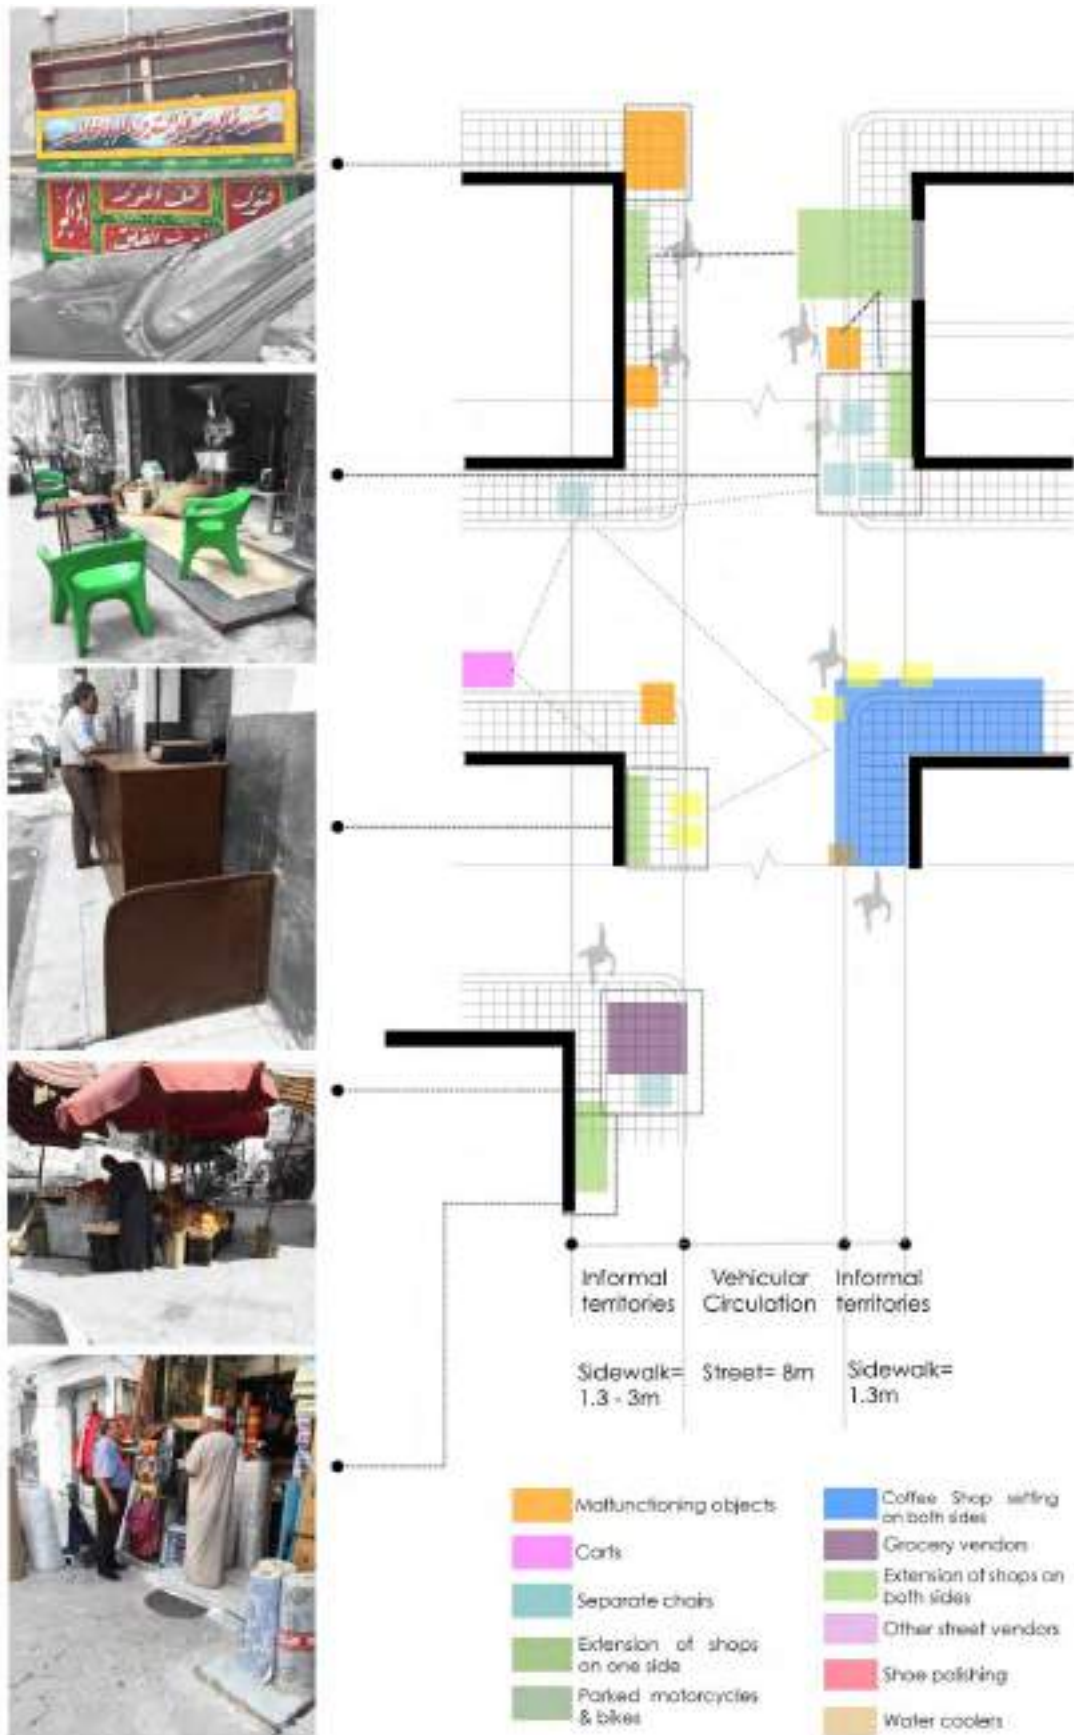 Informal
territories
Vehicular
Circulation
Informal
territories
Sidewalk=
1.3 - 3m
Street= 8m
Sidewalk=
1.3m
Malfunctioning objects
Carts
Separate chairs
Extension of shops
on one side
Parked motorcycles
& bikes
Coffee Shop setting
on both sides
Grocery vendors
Extension of shops on
both sides
Other street vendors
Shoe polishing
Water coolers